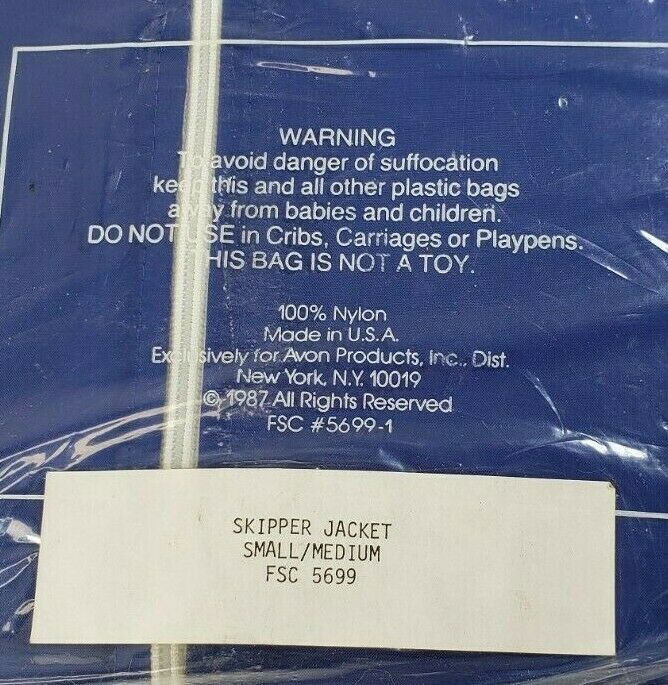 WARNING
To avoid danger of suffocation
keep this and all other plastic bags
away from babies and children.
DO NOT USE in Cribs, Carriages or Playpens.
THIS BAG IS NOT A TOY.
100% Nylon
Made in U.S.A.
Exclusively for Avon Products, Inc., Dist.
New York, N.Y. 10019
© 1987 All Rights Reserved
FSC #5699-1
SKIPPER JACKET
SMALL/MEDIUM
FSC 5699